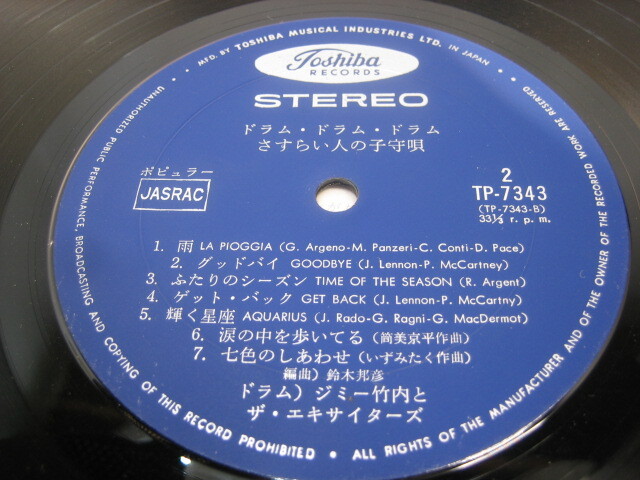 • MFD. BY TOSHIBA MUSICAL INDUSTRIES LTD. IN JAPAN •
Toshiba
RECORDS
STEREO
ドラム・ドラム・ドラム
さすらい人の子守唄
ポピュラー
JASRAC
2
TP-7343
(TP-7343-B)
33⅓ r. p. m.
1. 雨 LA PIOGGIA (G. Argeno-M. Panzeri-C. Conti-D. Pace)
2. グッドバイ GOODBYE (J. Lennon-P. McCartney)
3. ふたりのシーズン TIME OF THE SEASON (R. Argent)
4. ゲット・バック GET BACK (J. Lennon-P. McCartny)
5. 輝く星座 AQUARIUS (J. Rado-G. Ragni-G. MacDermot)
6. 涙の中を歩いてる (筒美京平作曲)
7. 七色のしあわせ (いずみたく作曲)
編曲) 鈴木邦彦
ドラム) ジミー竹内と
ザ・エキサイターズ
UNAUTHORIZED PUBLIC PERFORMANCE, BROADCASTING AND COPYING OF THIS RECORD PROHIBITED • ALL RIGHTS OF THE MANUFACTURER AND OF THE OWNER OF THE RECORDED WORK ARE RESERVED